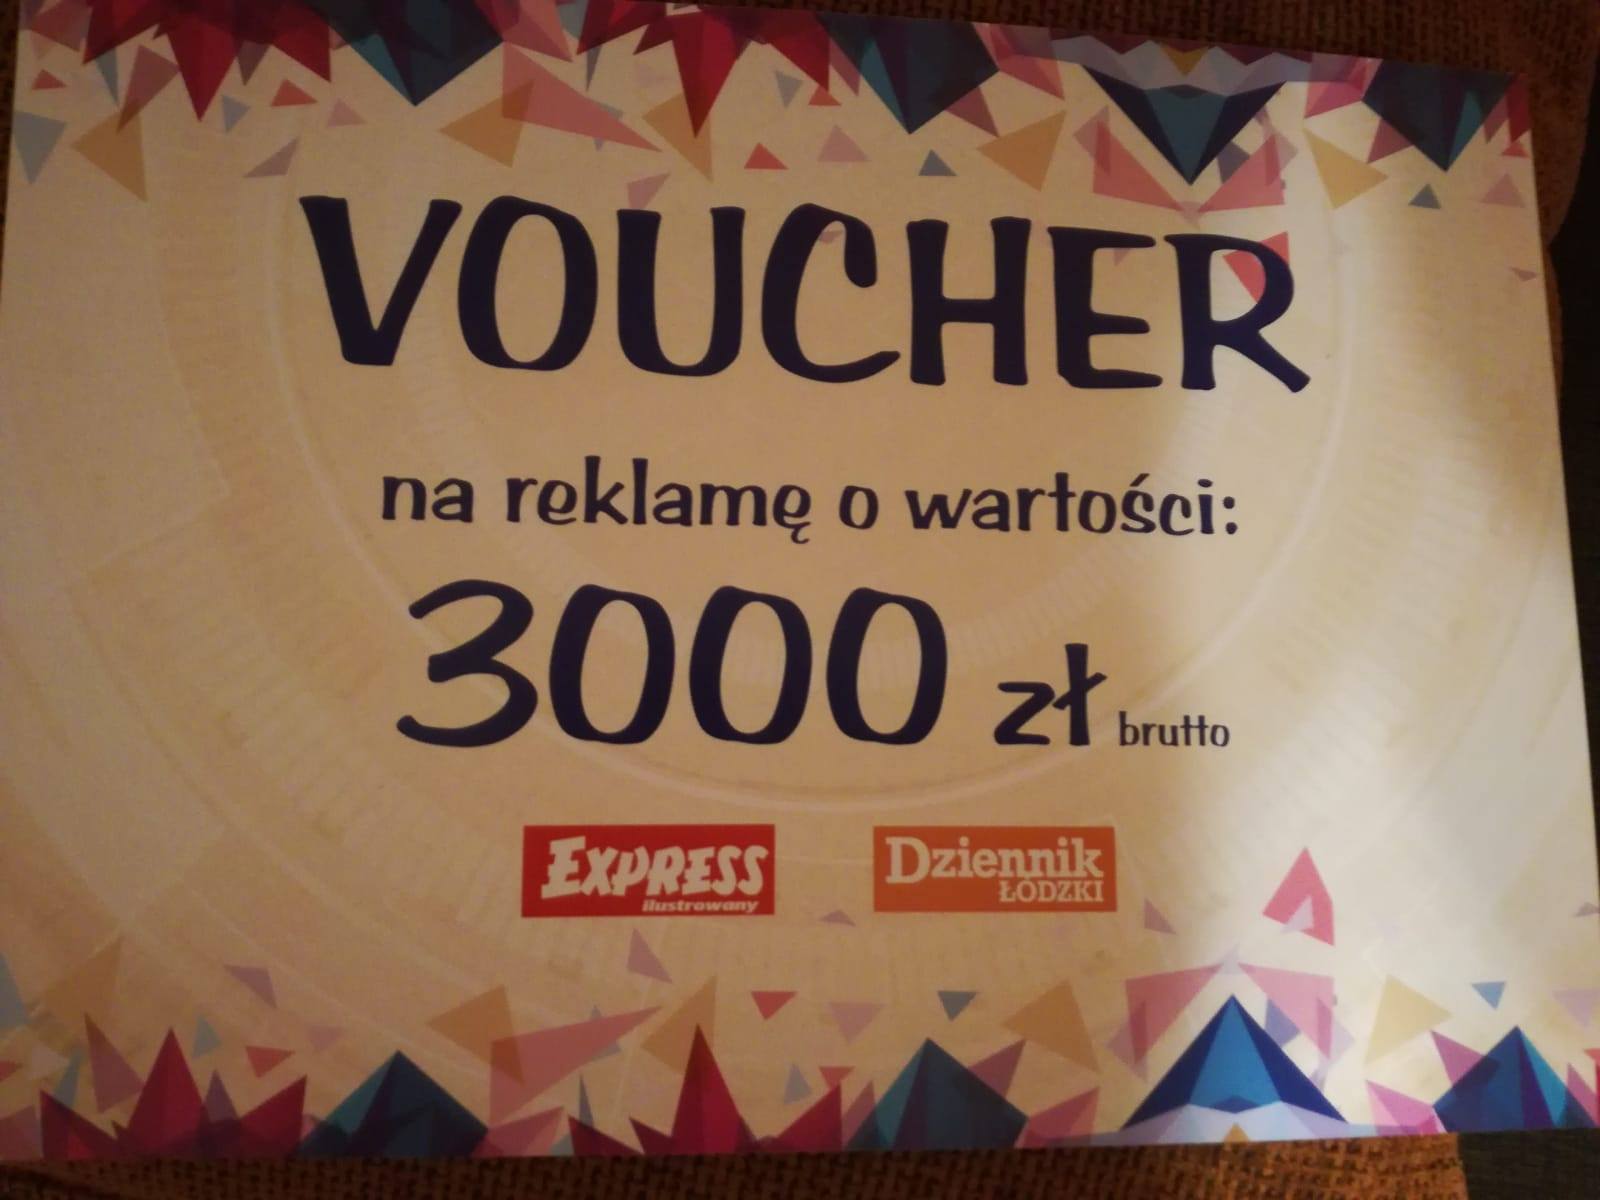 VOUCHER
na reklamę o wartości:
3000 zł brutto
EXPRESS
ilustrowany
Dziennik
ŁÓDZKI